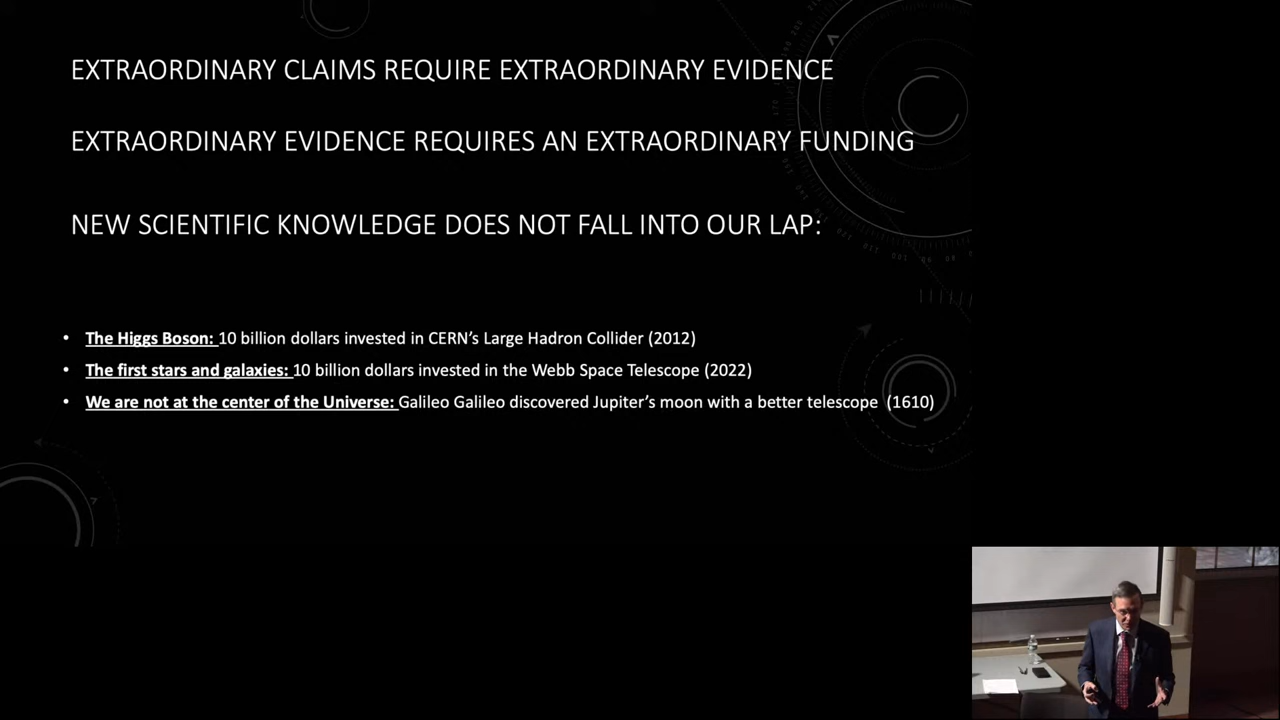 EXTRAORDINARY CLAIMS REQUIRE EXTRAORDINARY EVIDENCE
EXTRAORDINARY EVIDENCE REQUIRES AN EXTRAORDINARY FUNDING
NEW SCIENTIFIC KNOWLEDGE DOES NOT FALL INTO OUR LAP:
• The Higgs Boson: 10 billion dollars invested in CERN's Large Hadron Collider (2012)
• The first stars and galaxies: 10 billion dollars invested in the Webb Space Telescope (2022)
• We are not at the center of the Universe: Galileo Galileo discovered Jupiter's moon with a better telescope (1610)